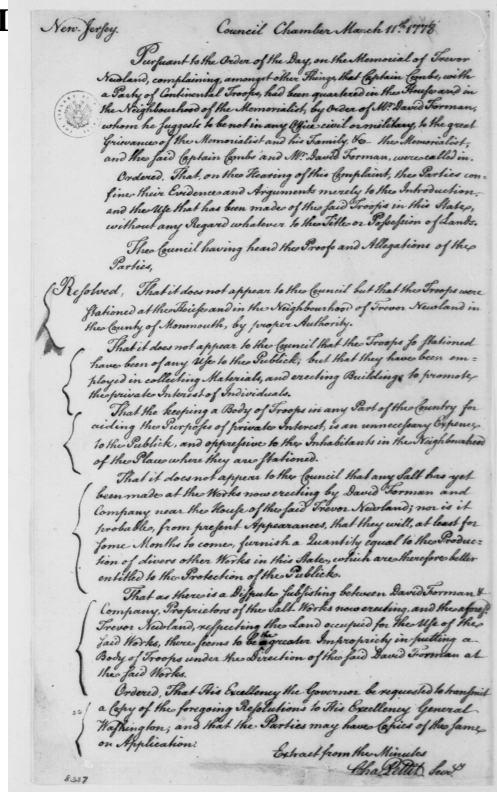 New Jersey. Council Chamber March 11th. 1778
Pursuant to the Order of the Day, on the Memorial of Trevor
Newland, complaining, amongst other Things that Captain Combs, with
a Party of Continental Troops, had been quartered in the House and in
the Neighbourhood of the Memorialist, by Order of Mr. David Forman,
whom he suggests to be not in any Office civil or military, to the great
Grievance of the Memorialist and his Family, &c the Memorialist,
and the said Captain Combs and Mr. David Forman, were called in.
Ordered, That, on the Hearing of this Complaint, the Parties con=
fine their Evidence and Arguments merely to the Introduction,
and the Use that has been made of the said Troops in this State,
without any Regard whatever to the Title or Possession of Lands.
The Council having heard the Proofs and Allegations of the
Parties,
Resolved, That it does not appear to the Council but that the Troops were
stationed at the House and in the Neighbourhood of Trevor Newland in
the County of Monmouth, by proper Authority.
That it does not appear to the Council that the Troops so stationed
have been of any Use to the Publick; but that they have been em=
ployed in collecting Materials, and erecting Buildings to promote
the private Interest of Individuals.
That the keeping a Body of Troops in any Part of the Country for
aiding the Purposes of private Interest, is an unnecessary Expence
to the Publick, and oppressive to the Inhabitants in the Neighbourhood
of the Place where they are stationed.
That it does not appear to the Council that any Salt has yet
been made at the Works now erecting by David Forman and
Company near the House of the said Trevor Newland; nor is it
probable, from present Appearances, that they will, at least for
some Months to come, furnish a Quantity equal to the Produc=
tion of divers other Works in this State, which are therefore better
entitled to the Protection of the Publick.
That as there is a Dispute subsisting between David Forman &
Company, Proprietors of the Salt Works now erecting, and the afores.d
Trevor Newland, respecting the Land occupied for the Use of the
said Works, there seems to be the greater Impropriety in putting a
Body of Troops under the Direction of the said David Forman at
the said Works.
Ordered, That His Excellency the Governor be requested to transmit
a Copy of the foregoing Resolutions to His Excellency General
Washington; and that the Parties may have Copies of the same
on Application.
Extract from the Minutes
Cha. Pettit Secy.